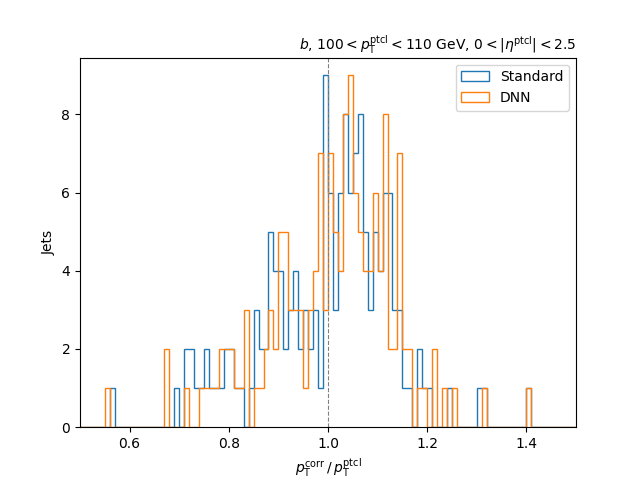 b, 100 < p_T^ptcl < 110 GeV, 0 < |η^ptcl| < 2.5
Standard
DNN
Jets
8
6
4
2
0
0.6 0.8 1.0 1.2 1.4
p_T^corr / p_T^ptcl